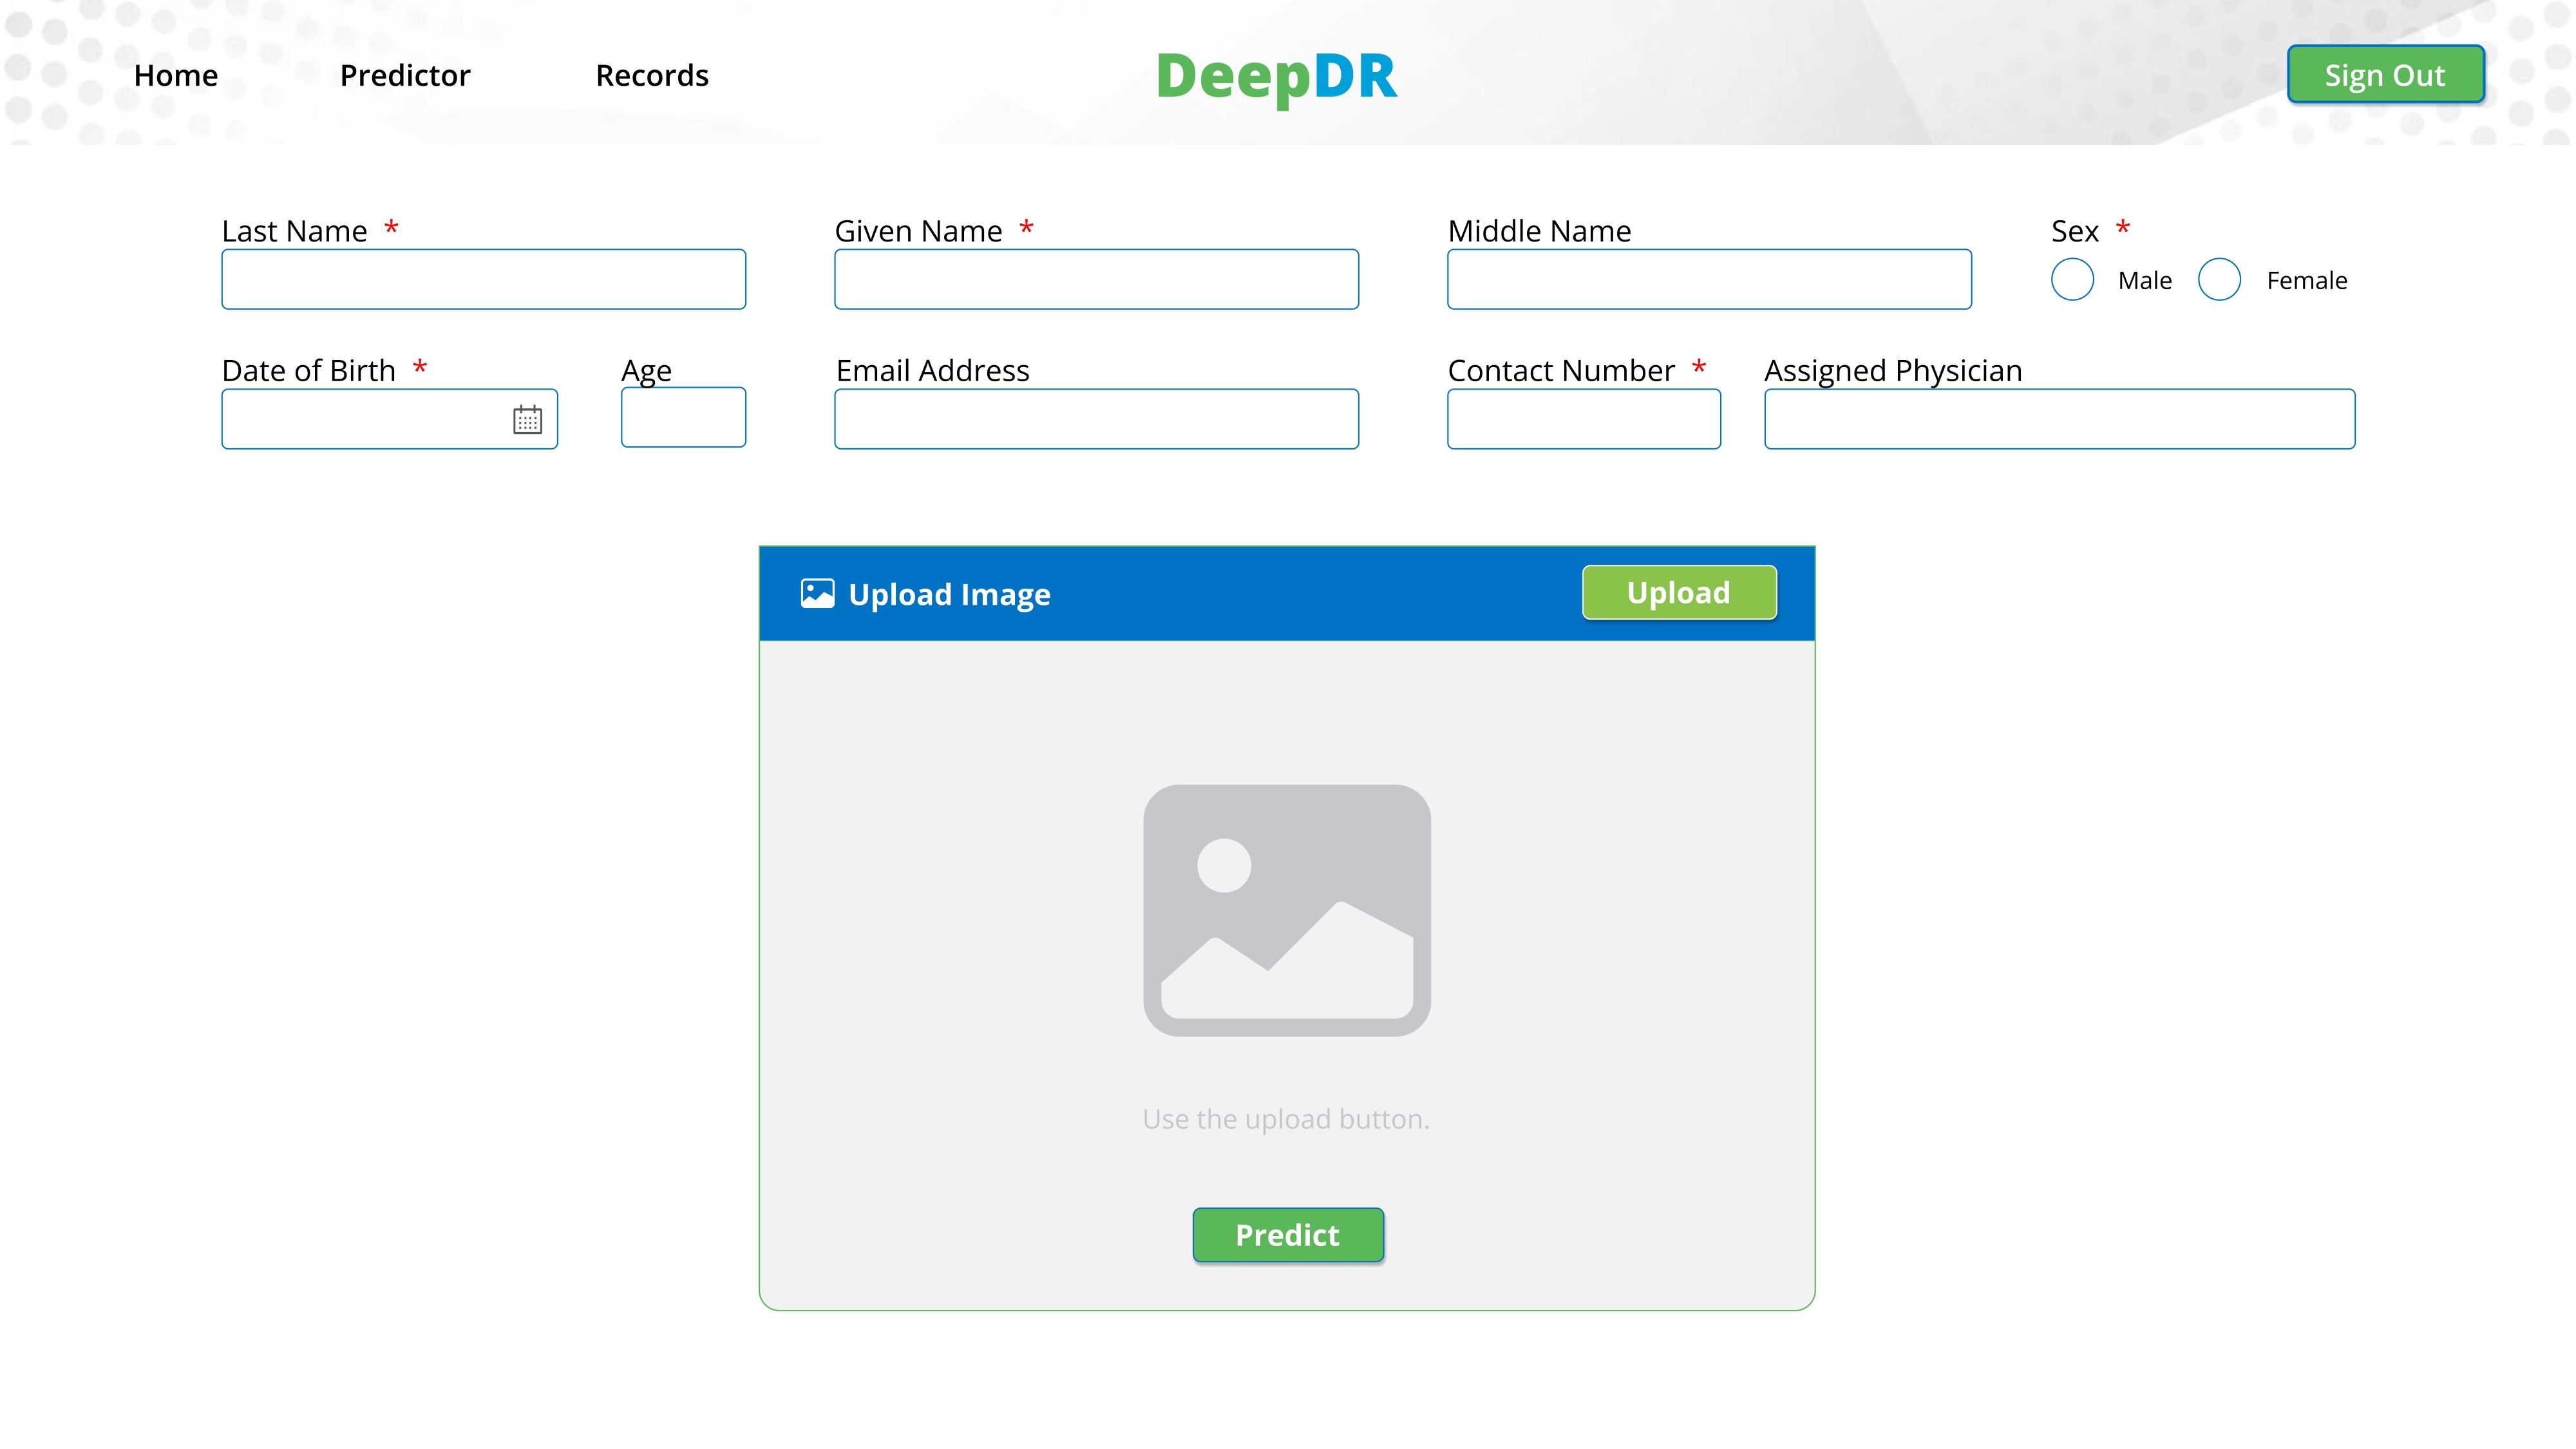 Home Predictor Records DeepDR Sign Out
Last Name * Given Name * Middle Name Sex *
Male Female
Date of Birth * Age Email Address Contact Number * Assigned Physician
Upload Image Upload
Use the upload button.
Predict